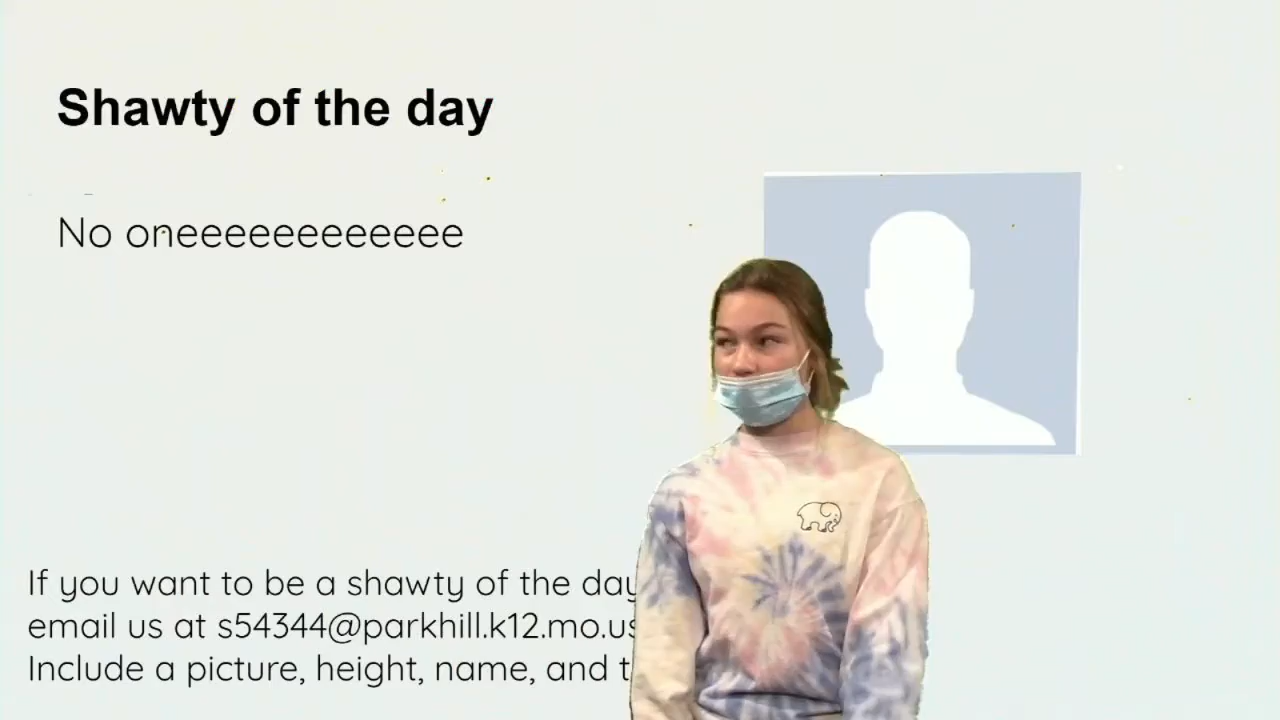 Shawty of the day
No oneeeeeeeeeeeee
If you want to be a shawty of the day
email us at s54344@parkhill.k12.mo.us
Include a picture, height, name, and